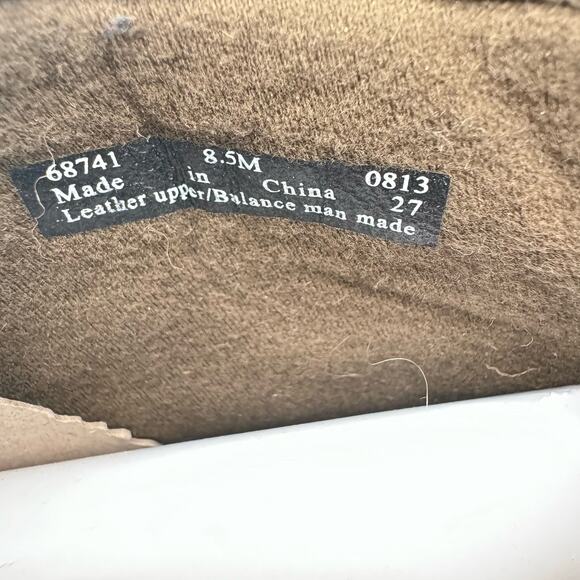 68741 8.5M 0813
Made in China 27
Leather upper/Balance man made